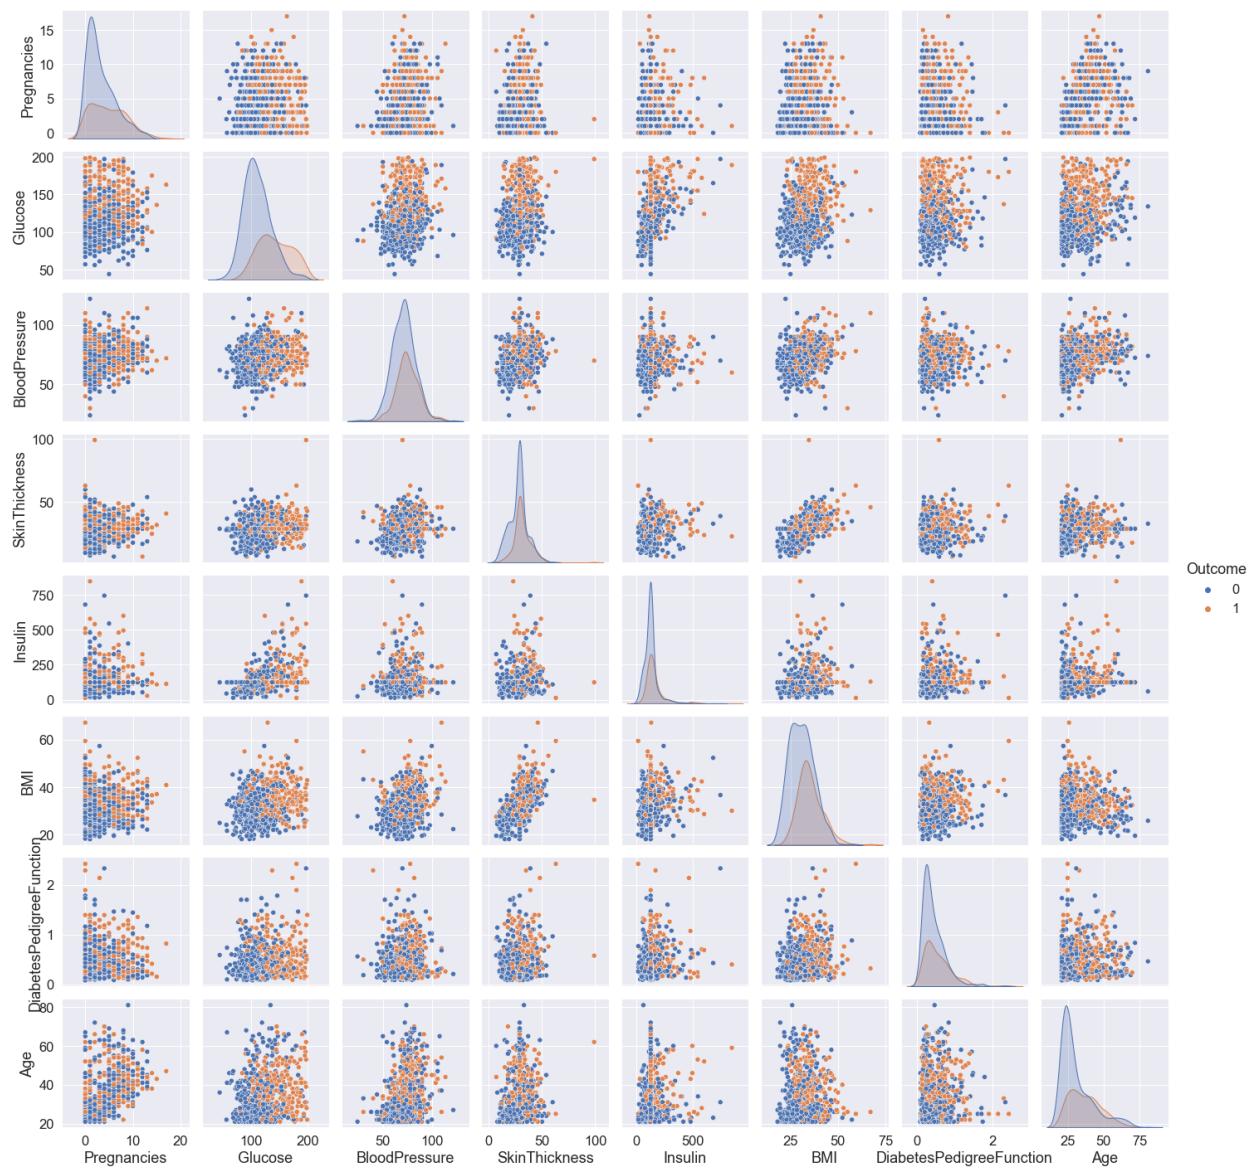 Pregnancies
15
10
5
0
Glucose
200
150
100
50
BloodPressure
100
50
SkinThickness
100
50
Insulin
750
500
250
0
Outcome
0
1
BMI
60
40
20
DiabetesPedigreeFunction
2
1
0
Age
80
60
40
20
0 10 20 100 200 50 100 0 50 100 0 500 25 50 75 0 2 25 50 75
Pregnancies Glucose BloodPressure SkinThickness Insulin BMI DiabetesPedigreeFunction Age